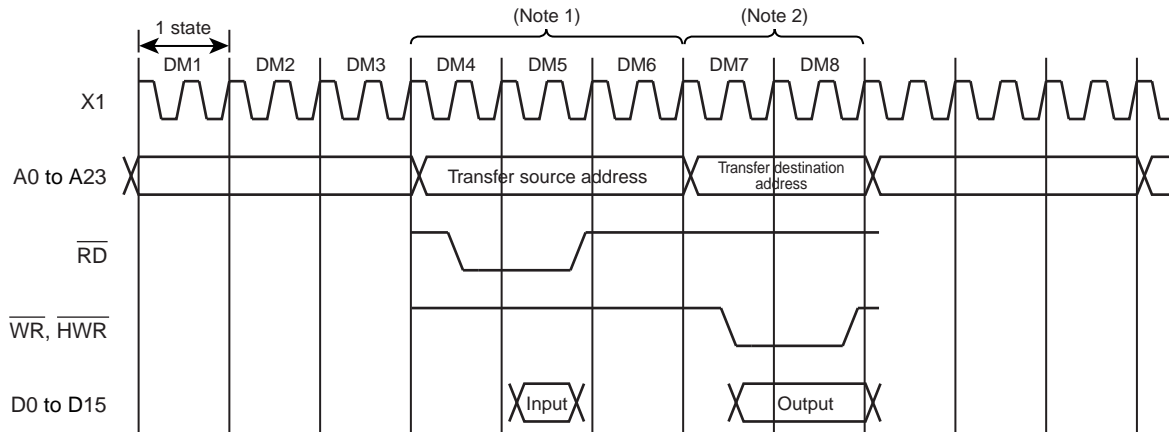 (Note 1) (Note 2)
1 state
DM1 DM2 DM3 DM4 DM5 DM6 DM7 DM8
X1
A0 to A23 Transfer source address Transfer destination
address
RD
WR, HWR
D0 to D15 Input Output